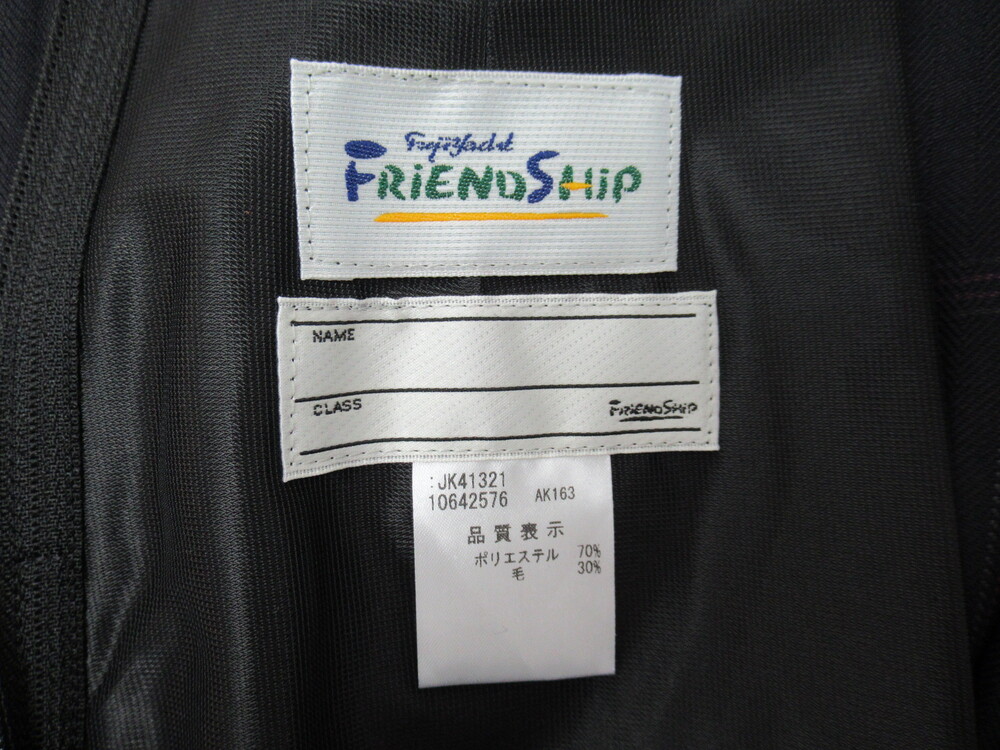 FujiYacht
FRiENDSHiP
NAME
CLASS
FRiENDSHiP
:JK41321
10642576 AK163
品質表示
ポリエステル 70%
毛 30%